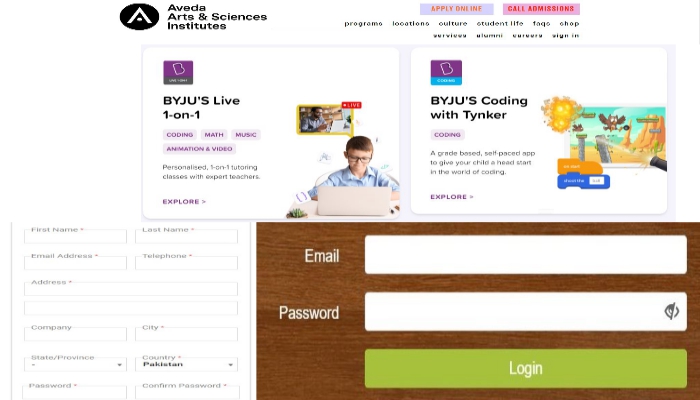 Aveda
Arts & Sciences
Institutes
APPLY ONLINE
CALL ADMISSIONS
programs locations culture student life faqs shop
services alumni careers sign in
BYJU'S Live
1-on-1
CODING MATH MUSIC
ANIMATION & VIDEO
Personalised, 1-on-1 tutoring
classes with expert teachers.
EXPLORE >
LIVE
CODING
BYJU'S Coding
with Tynker
CODING
A grade based, self-paced app
to give your child a head start
in the world of coding.
EXPLORE >
First Name *
Last Name *
Email Address *
Telephone *
Address *
Company
City *
State/Province
-
Country *
Pakistan
Password *
Confirm Password *
Email
Password
Login